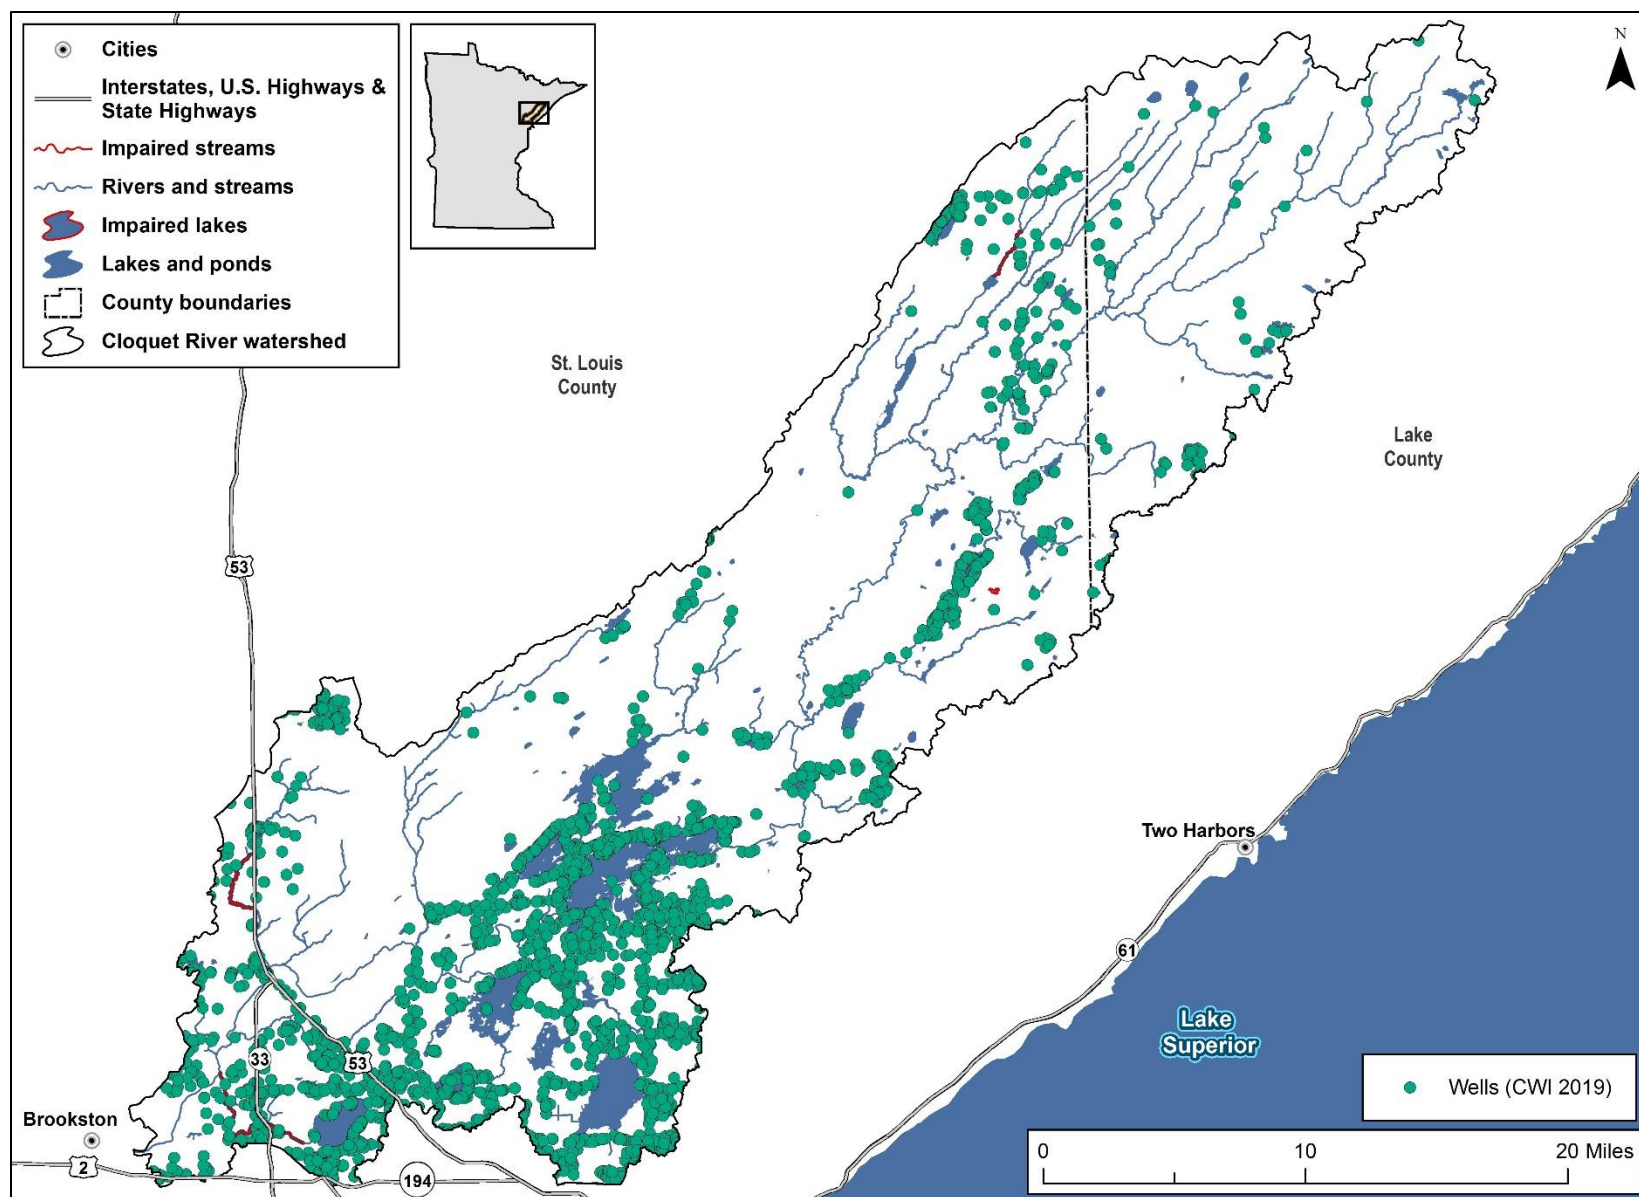 Cities
Interstates, U.S. Highways &
State Highways
Impaired streams
Rivers and streams
Impaired lakes
Lakes and ponds
County boundaries
Cloquet River watershed
N
St. Louis
County
Lake
County
53
Two Harbors
61
Lake
Superior
33
53
Brookston
2
194
Wells (CWI 2019)
0
10
20 Miles